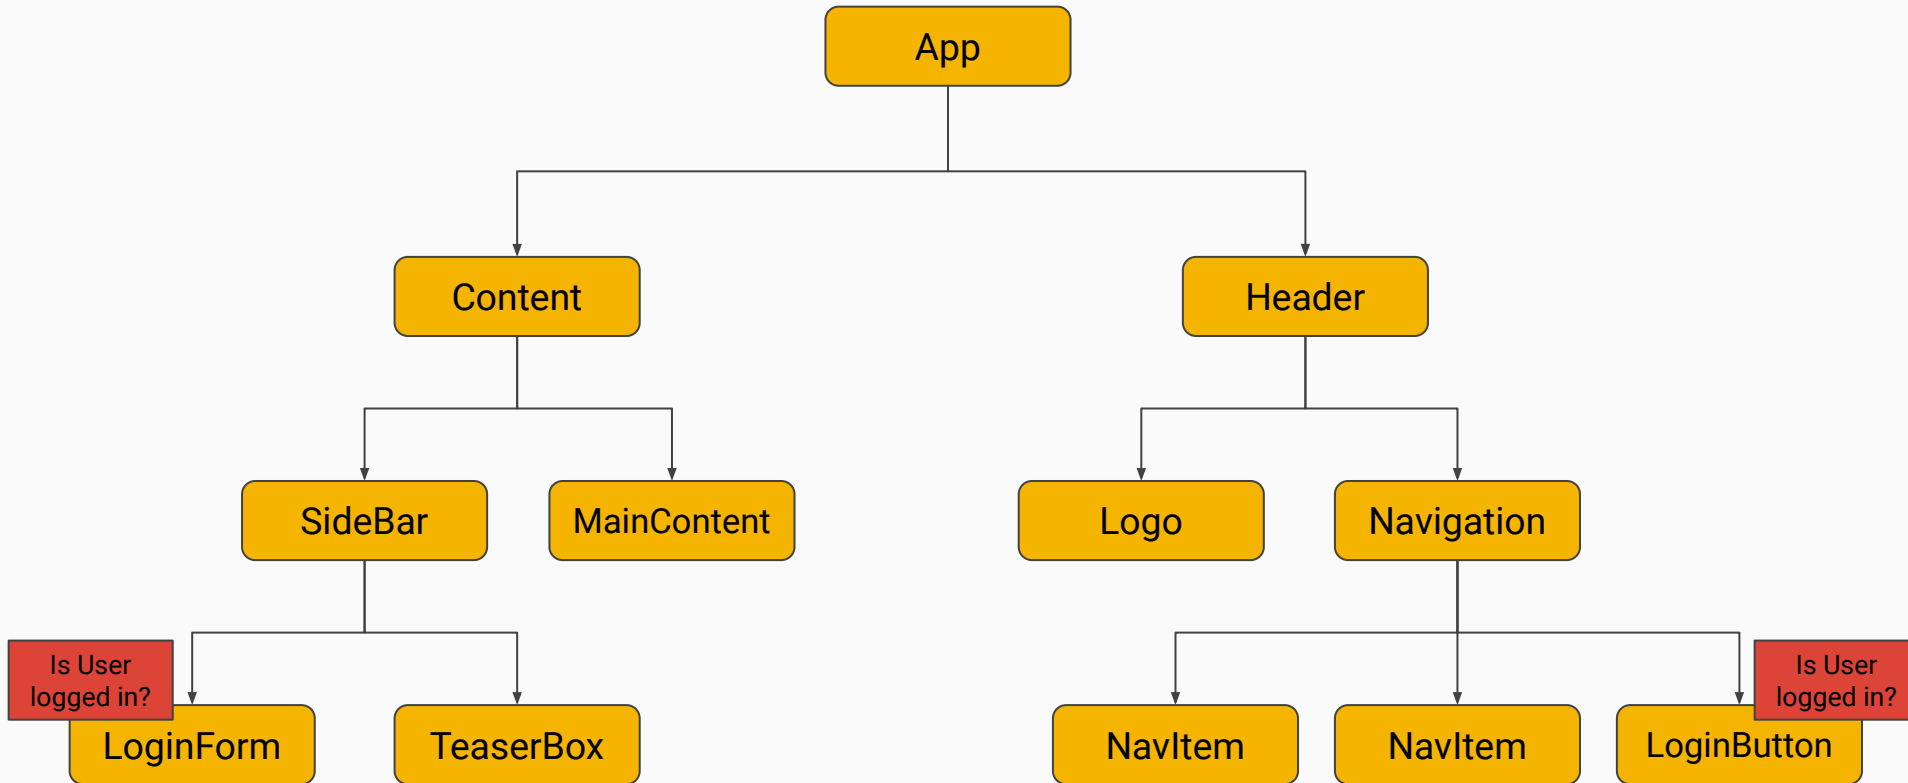 App
Content
Header
SideBar
MainContent
Logo
Navigation
Is User
logged in?
Is User
logged in?
LoginForm
TeaserBox
NavItem
NavItem
LoginButton